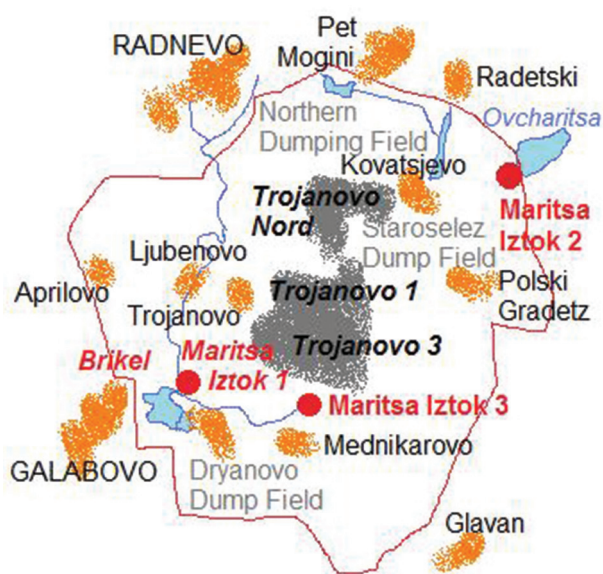 Pet
Mogini
RADNEVO
Radetski
Ovcharitsa
Northern
Dumping Field
Kovatsjevo
Trojanovo
Nord
Maritsa
Iztok 2
Staroselez
Dump Field
Ljubenovo
Aprilovo
Trojanovo
Trojanovo 1
Polski
Gradetz
Trojanovo 3
Brikel
Maritsa
Iztok 1
Maritsa Iztok 3
GALABOVO
Dryanovo
Dump Field
Mednikarovo
Glavan